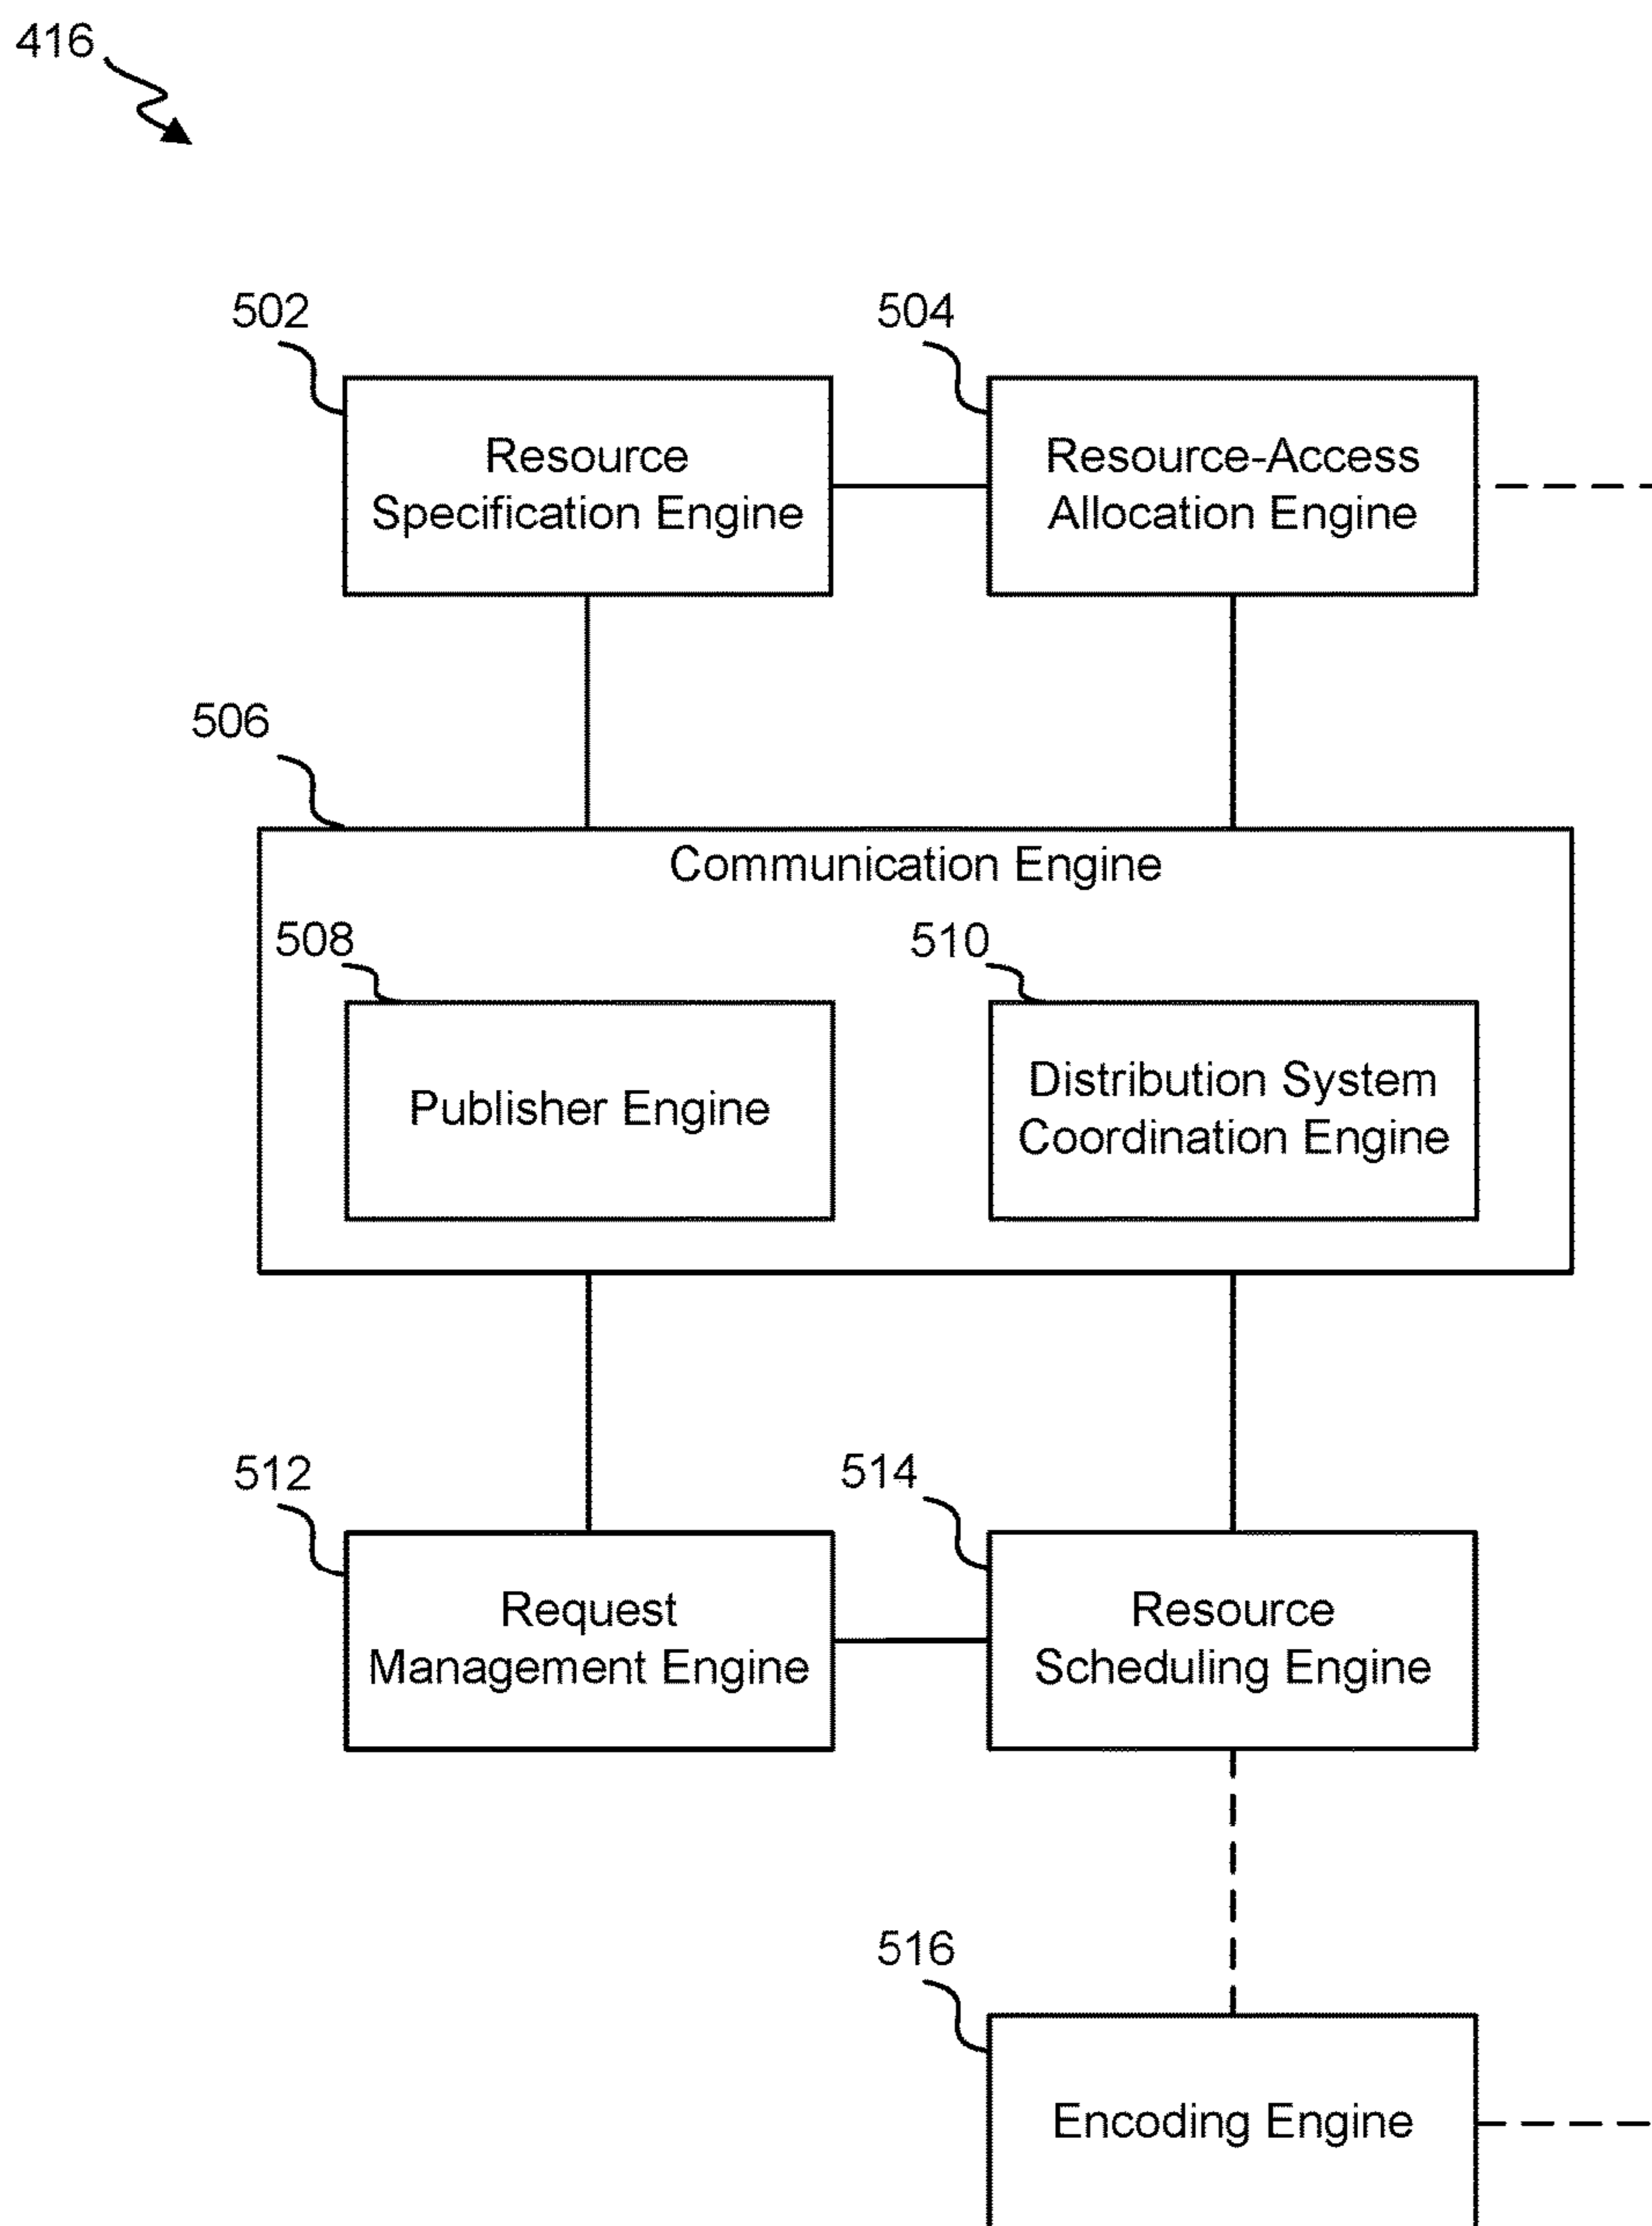 416
502
504
Resource
Specification Engine
Resource-Access
Allocation Engine
506
Communication Engine
508
510
Publisher Engine
Distribution System
Coordination Engine
512
514
Request
Management Engine
Resource
Scheduling Engine
516
Encoding Engine